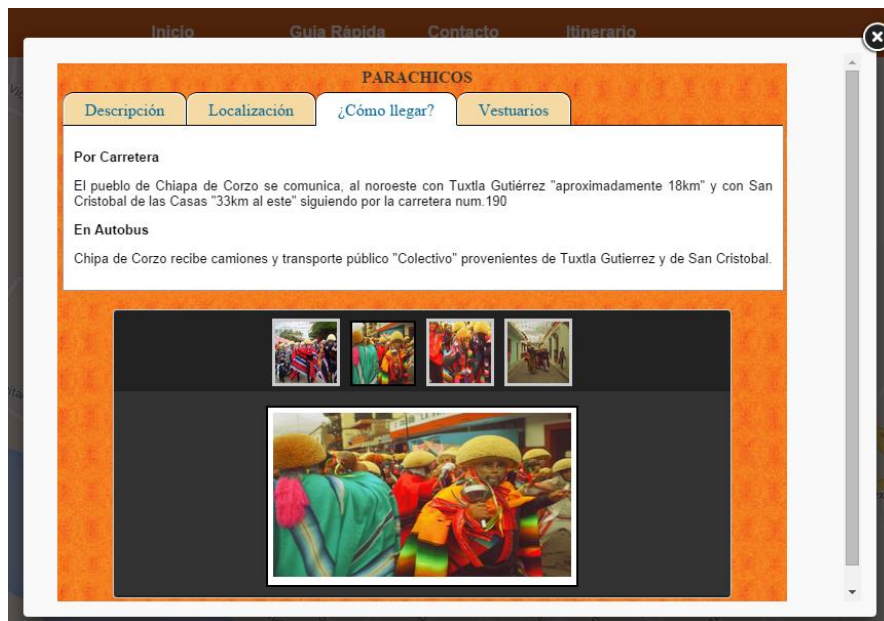 Inicio Guia Rápida Contacto Itinerario
PARACHICOS
Descripción Localización ¿Cómo llegar? Vestuarios
Por Carretera
El pueblo de Chiapa de Corzo se comunica, al noroeste con Tuxtla Gutiérrez "aproximadamente 18km" y con San
Cristobal de las Casas "33km al este" siguiendo por la carretera num.190
En Autobus
Chipa de Corzo recibe camiones y transporte público "Colectivo" provenientes de Tuxtla Gutierrez y de San Cristobal.